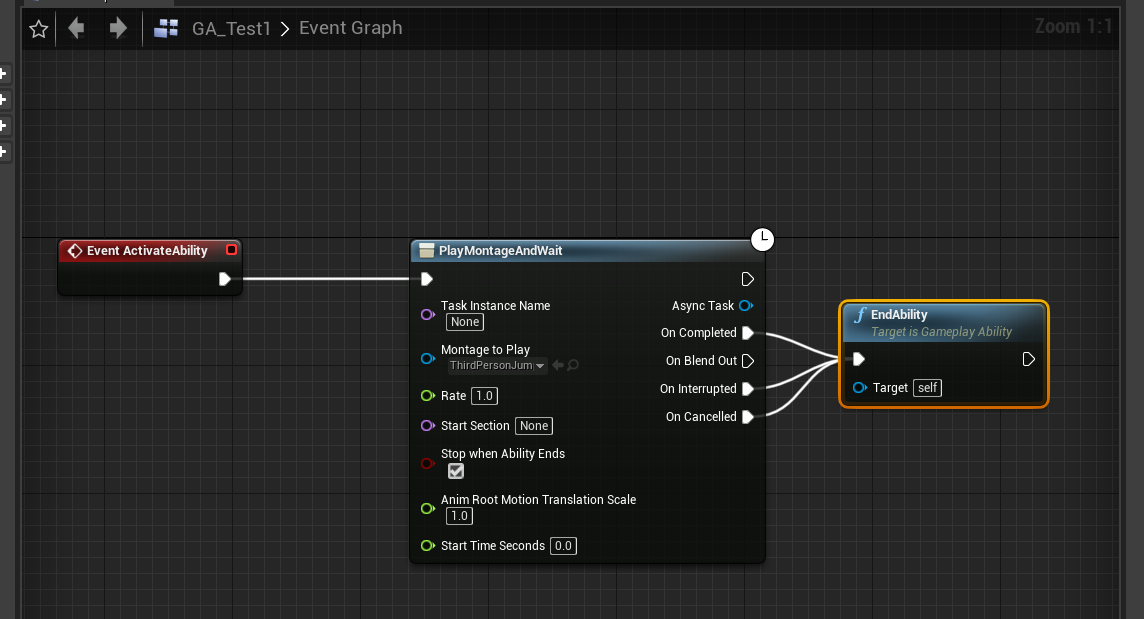 GA_Test1 > Event Graph
Zoom 1:1
Event ActivateAbility
PlayMontageAndWait
Task Instance Name
None
Montage to Play
ThirdPersonJum
Rate 1.0
Start Section None
Stop when Ability Ends
Anim Root Motion Translation Scale
1.0
Start Time Seconds 0.0
Async Task
On Completed
On Blend Out
On Interrupted
On Cancelled
f EndAbility
Target is Gameplay Ability
Target self